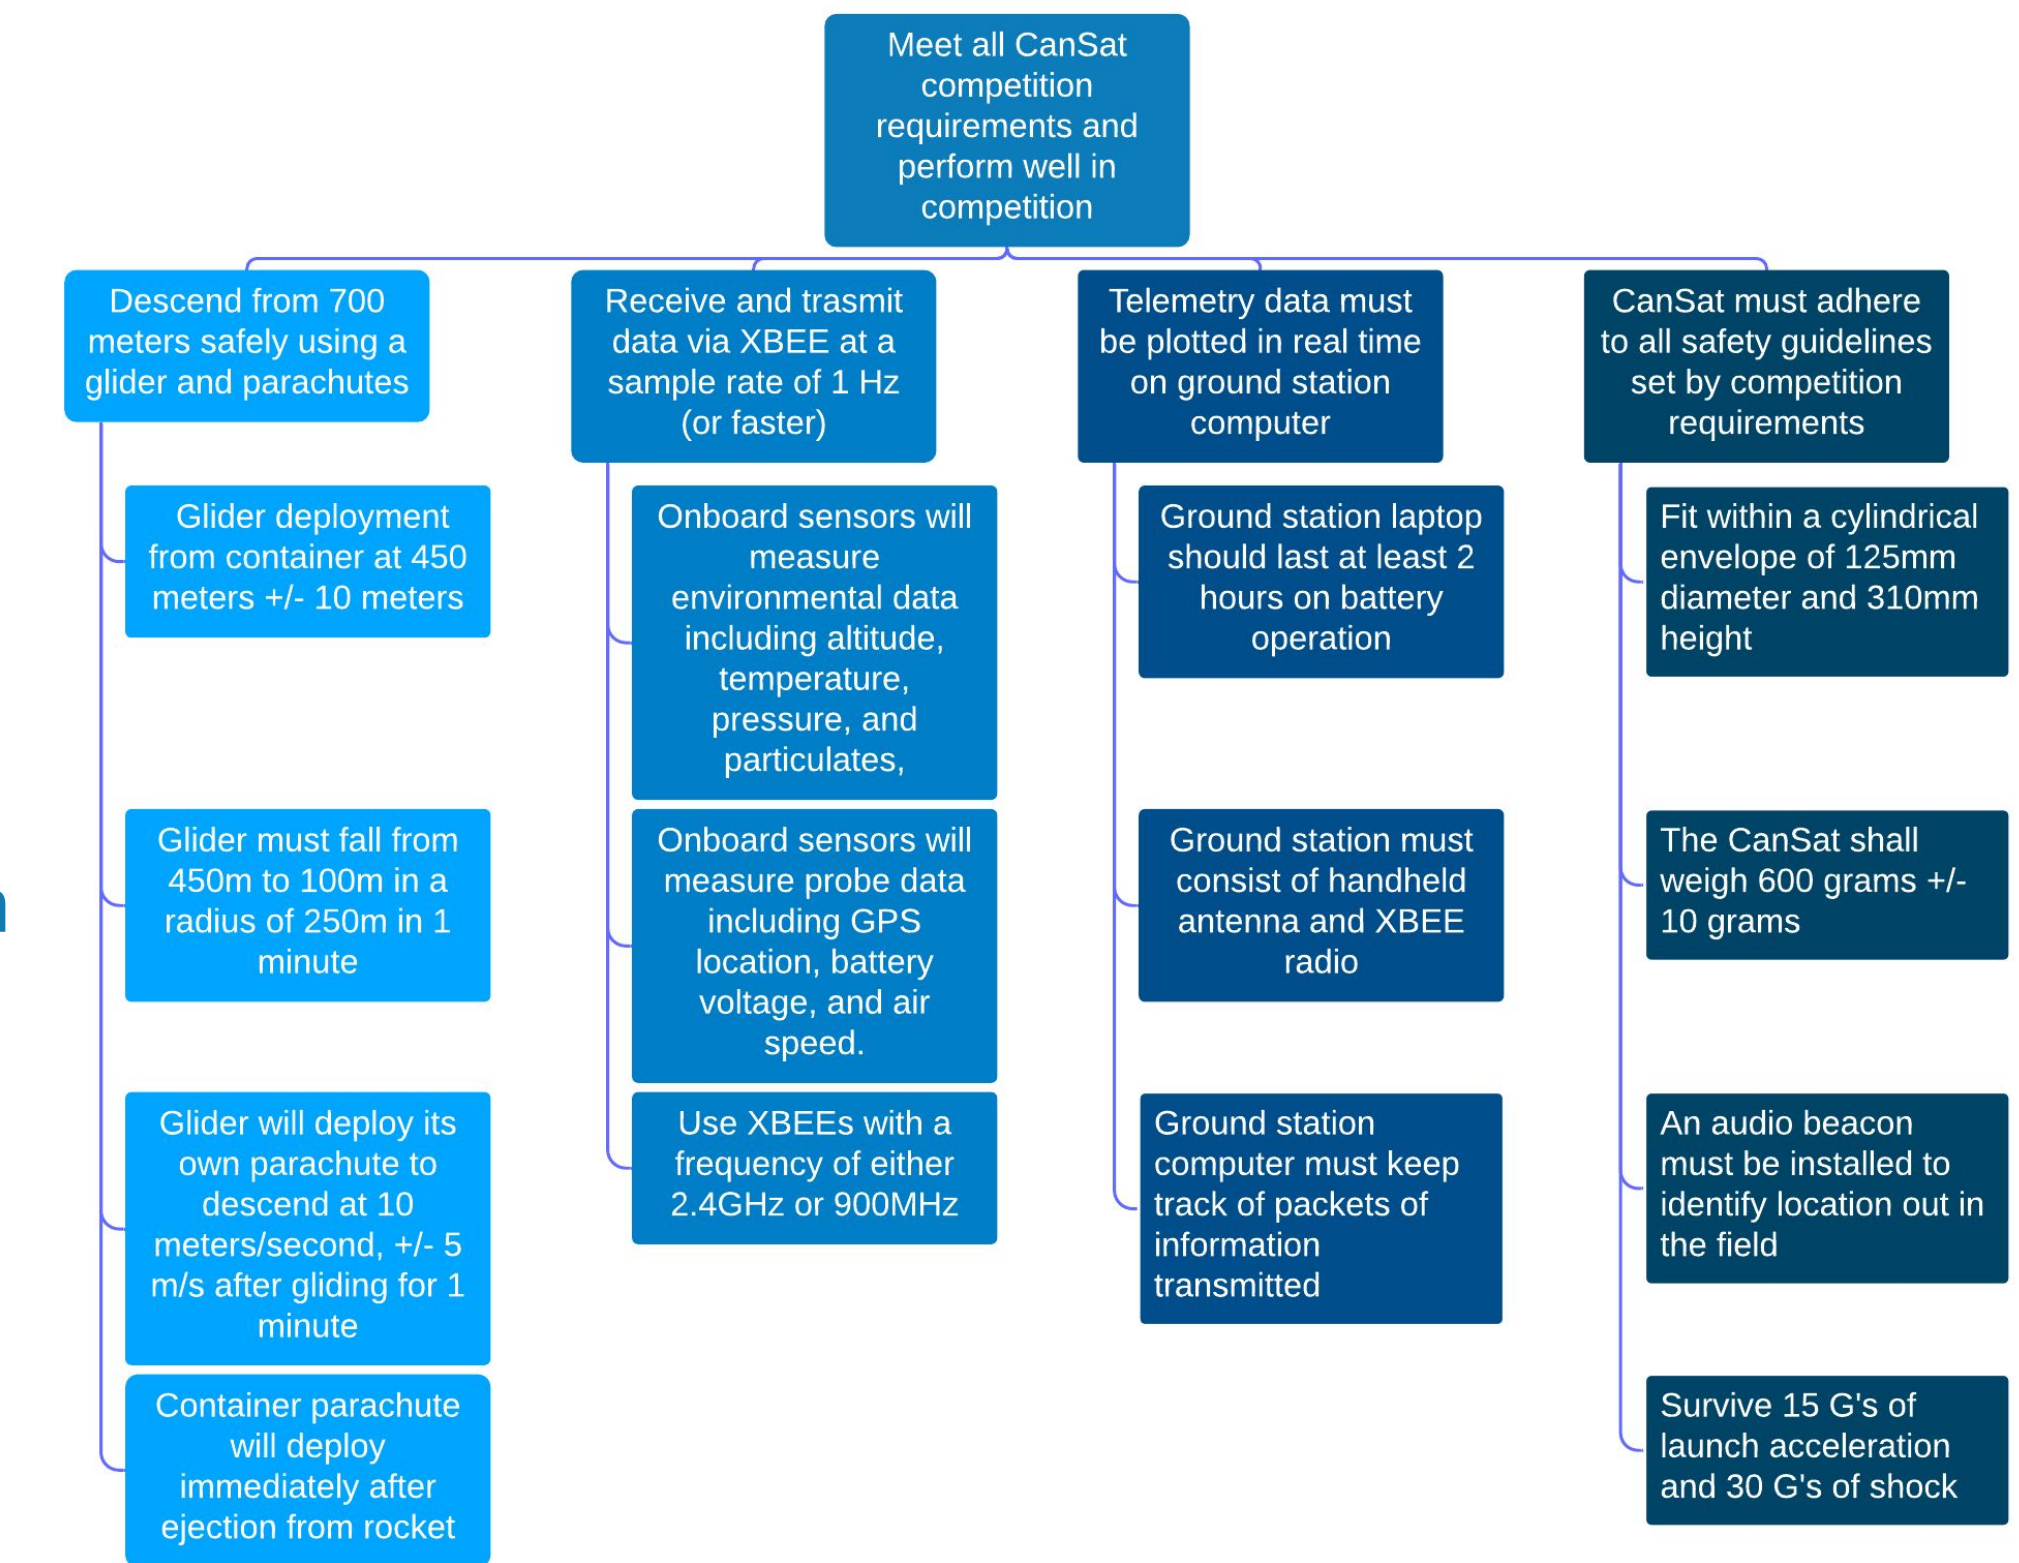 Meet all CanSat
competition
requirements and
perform well in
competition
Descend from 700
meters safely using a
glider and parachutes
Glider deployment
from container at 450
meters +/- 10 meters
Glider must fall from
450m to 100m in a
radius of 250m in 1
minute
Glider will deploy its
own parachute to
descend at 10
meters/second, +/- 5
m/s after gliding for 1
minute
Container parachute
will deploy
immediately after
ejection from rocket
Receive and trasmit
data via XBEE at a
sample rate of 1 Hz
(or faster)
Onboard sensors will
measure
environmental data
including altitude,
temperature,
pressure, and
particulates,
Onboard sensors will
measure probe data
including GPS
location, battery
voltage, and air
speed.
Use XBEEs with a
frequency of either
2.4GHz or 900MHz
Telemetry data must
be plotted in real time
on ground station
computer
Ground station laptop
should last at least 2
hours on battery
operation
Ground station must
consist of handheld
antenna and XBEE
radio
Ground station
computer must keep
track of packets of
information
transmitted
CanSat must adhere
to all safety guidelines
set by competition
requirements
Fit within a cylindrical
envelope of 125mm
diameter and 310mm
height
The CanSat shall
weigh 600 grams +/-
10 grams
An audio beacon
must be installed to
identify location out in
the field
Survive 15 G's of
launch acceleration
and 30 G's of shock